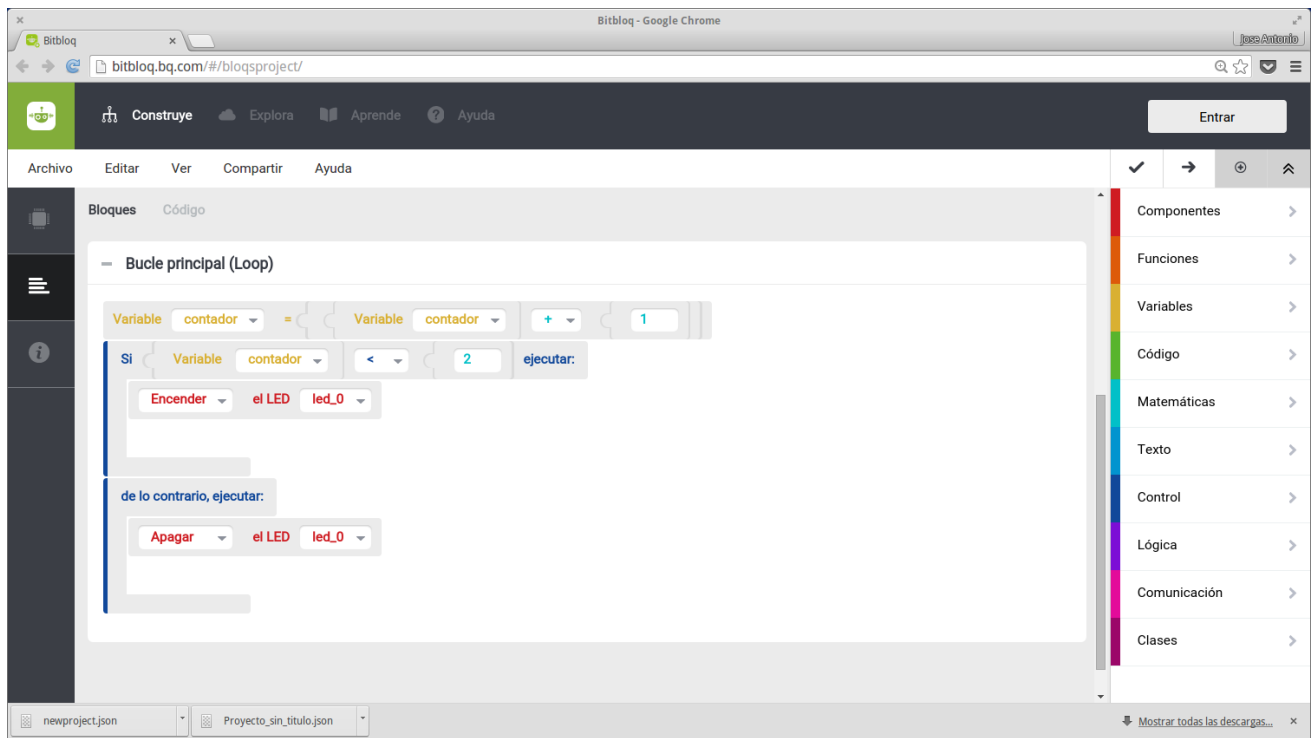 Bitbloq - Google Chrome
Bitbloq
Jose Antonio
bitbloq.bq.com/#/bloqsproject/
Construye Explora Aprende ? Ayuda
Entrar
Archivo Editar Ver Compartir Ayuda
Bloques Código
Bucle principal (Loop)
Variable contador = Variable contador + 1
Si Variable contador < 2 ejecutar:
Encender el LED led_0
de lo contrario, ejecutar:
Apagar el LED led_0
Componentes
Funciones
Variables
Código
Matemáticas
Texto
Control
Lógica
Comunicación
Clases
newproject.json Proyecto_sin_titulo.json Mostrar todas las descargas...